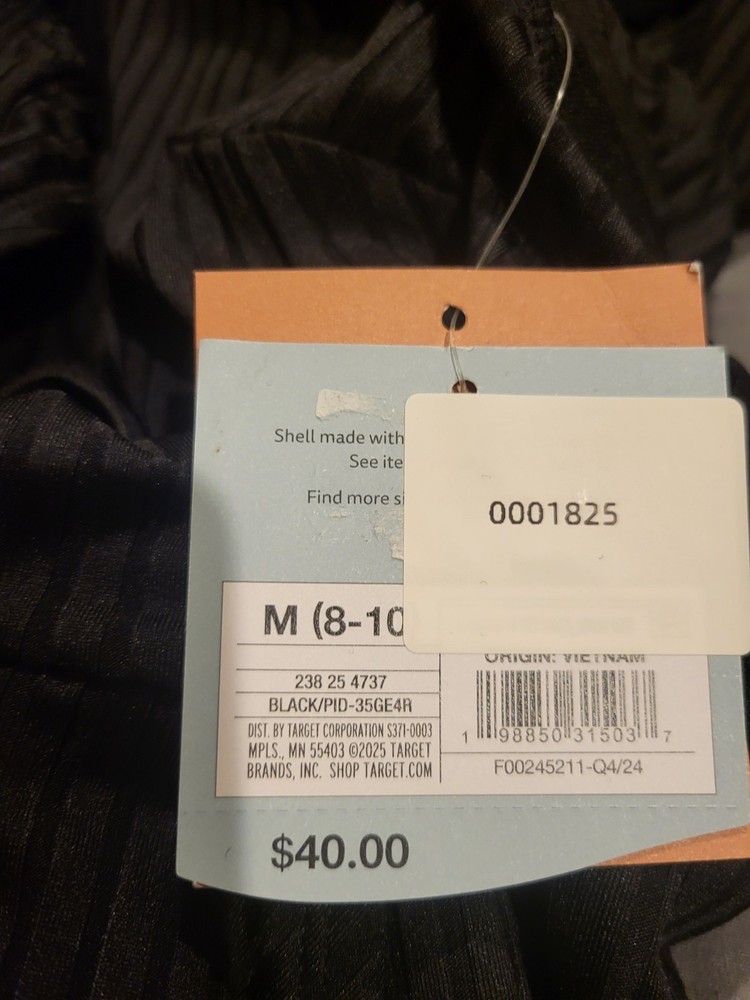 Shell made with
See ite
Find more si
0001825
M (8-10
238 25 4737
BLACK/PID-35GE4R
DIST. BY TARGET CORPORATION S371-0003
MPLS., MN 55403 ©2025 TARGET
BRANDS, INC. SHOP TARGET.COM
ORIGIN: VIETNAM
1 98850 31503 7
F00245211-Q4/24
$40.00